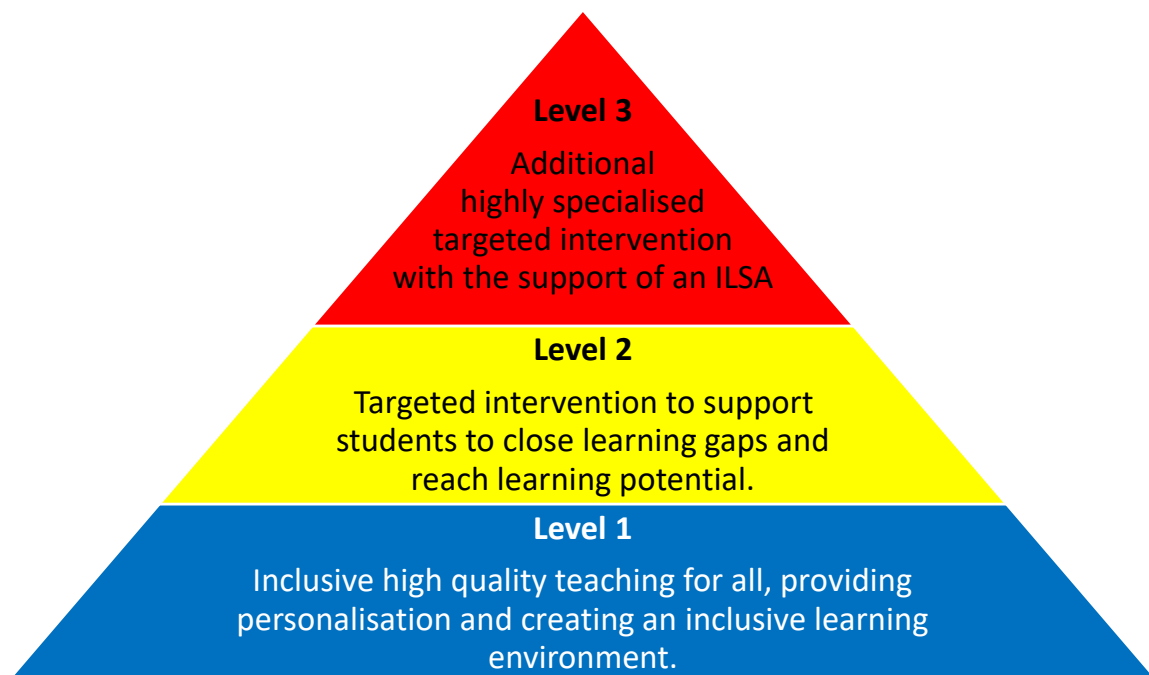 Level 3
Additional
highly specialised
targeted intervention
with the support of an ILSA
Level 2
Targeted intervention to support
students to close learning gaps and
reach learning potential.
Level 1
Inclusive high quality teaching for all, providing
personalisation and creating an inclusive learning
environment.